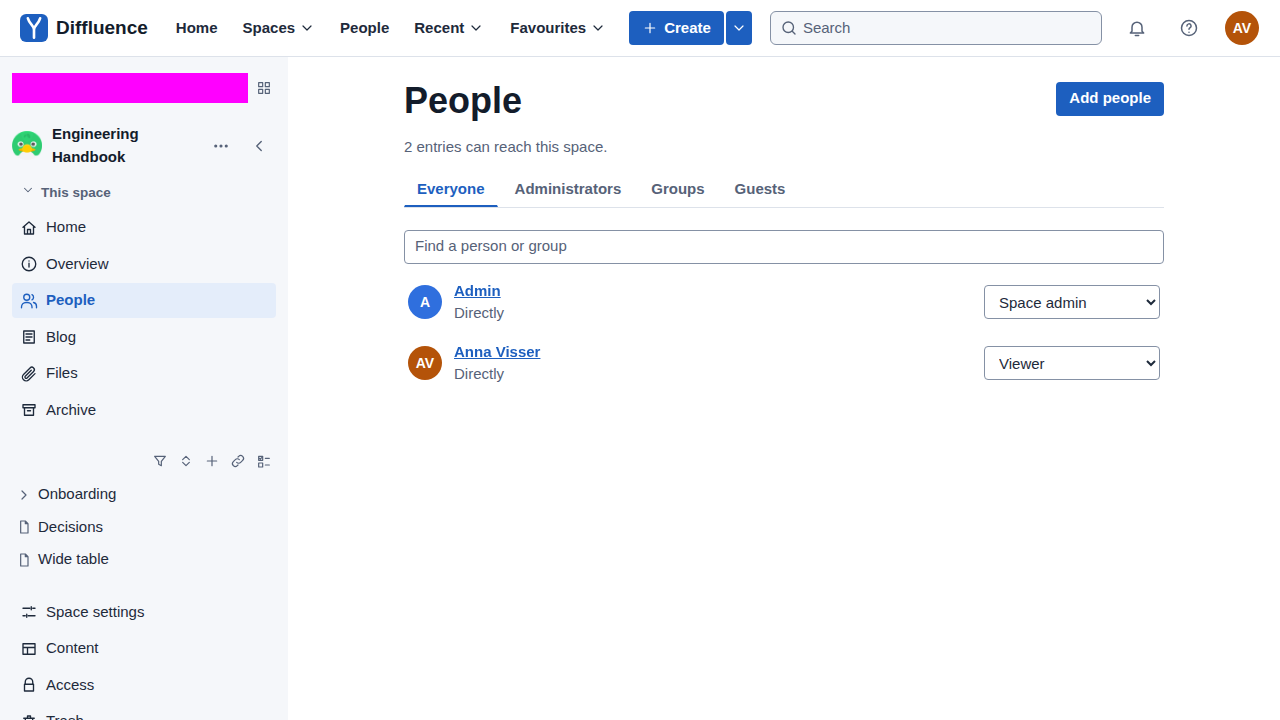 Diffluence Home Spaces People Recent Favourites Create Search AV
Engineering
Handbook
This space
Home
Overview
People
Blog
Files
Archive
Onboarding
Decisions
Wide table
Space settings
Content
Access
Trash
People
Add people
2 entries can reach this space.
Everyone Administrators Groups Guests
Find a person or group
A Admin
Directly
Space admin
AV Anna Visser
Directly
Viewer